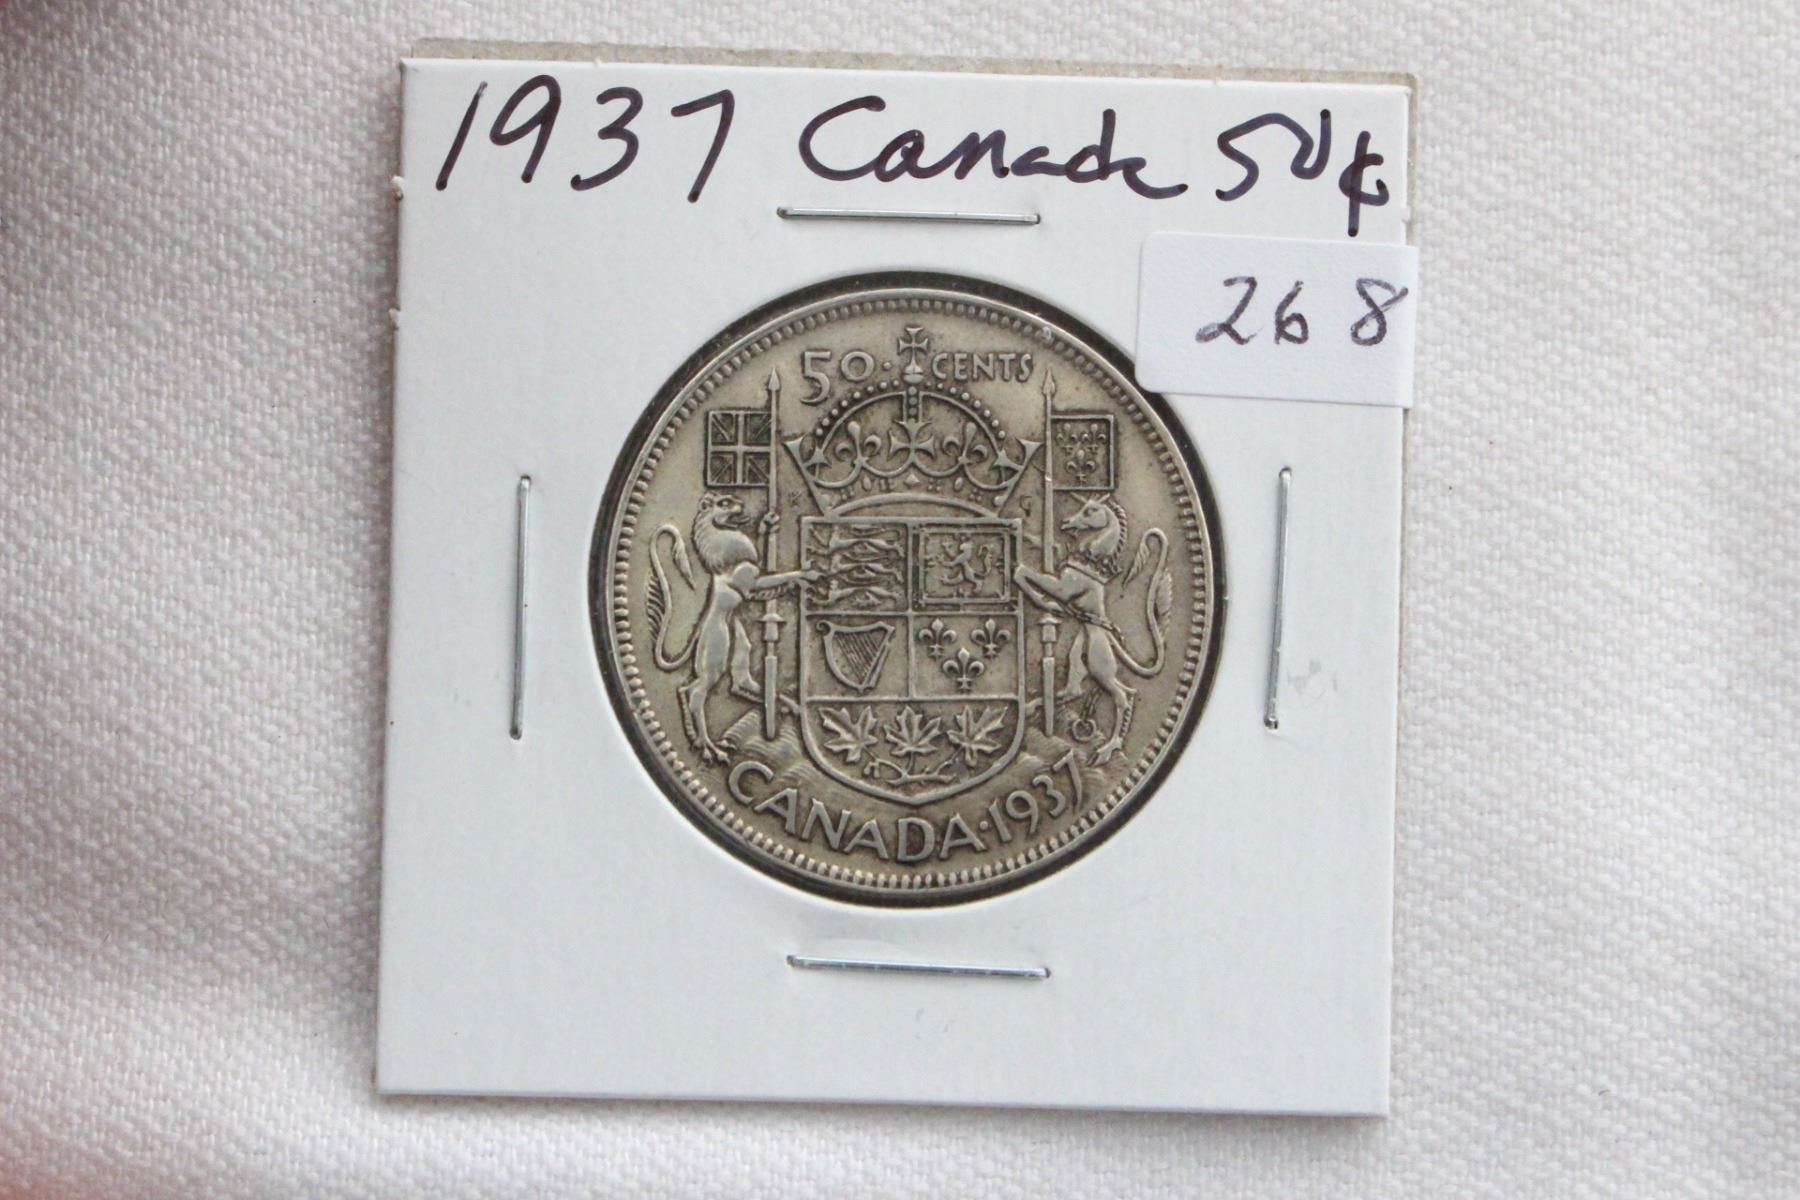 1937 Canada 50¢
268
50 · CENTS
K G
CANADA · 1937